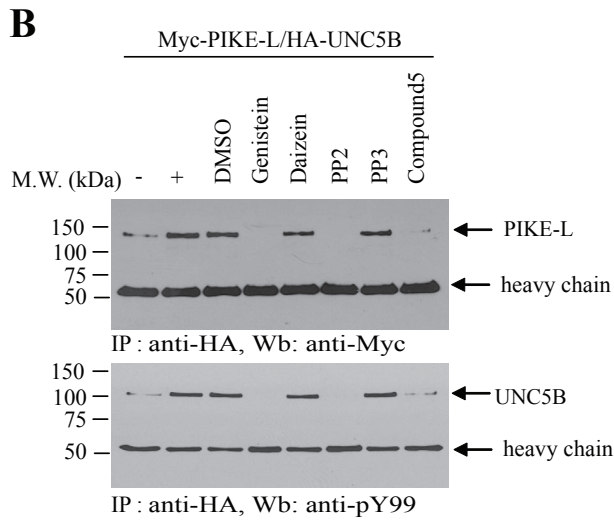 B
Myc-PIKE-L/HA-UNC5B
M.W. (kDa) - + DMSO Genistein Daizein PP2 PP3 Compound5
150
100
75
50
PIKE-L
heavy chain
IP : anti-HA, Wb: anti-Myc
150
100
75
50
UNC5B
heavy chain
IP : anti-HA, Wb: anti-pY99